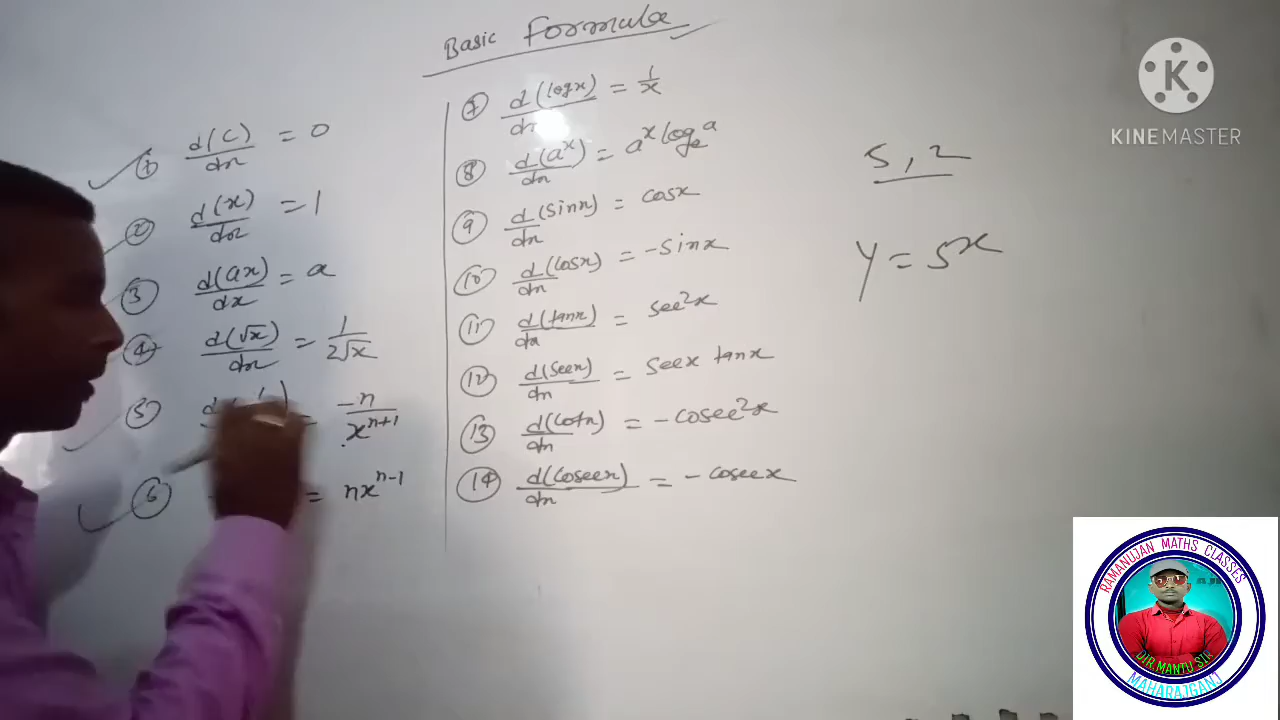 Basic Formula
① d(C)/dx = 0
② d(x)/dx = 1
③ d(ax)/dx = a
④ d(√x)/dx = 1/2√x
⑤ = -n/x^(n+1)
⑥ = nx^(n-1)
⑦ d(logx)/dx = 1/x
⑧ d(a^x)/dx = a^x log_e a
⑨ d/dx (sinx) = cosx
⑩ d/dx (cosx) = -sinx
⑪ d(tanx)/dx = sec²x
⑫ d(secx)/dx = secx tanx
⑬ d(cotx)/dx = -cosec²x
⑭ d(cosecx)/dx = -cosecx
5, 2
y = 5^x
KINEMASTER
RAMANUJAN MATHS CLASSES
DIR. MANTU SIR
MAHARAJGANJ